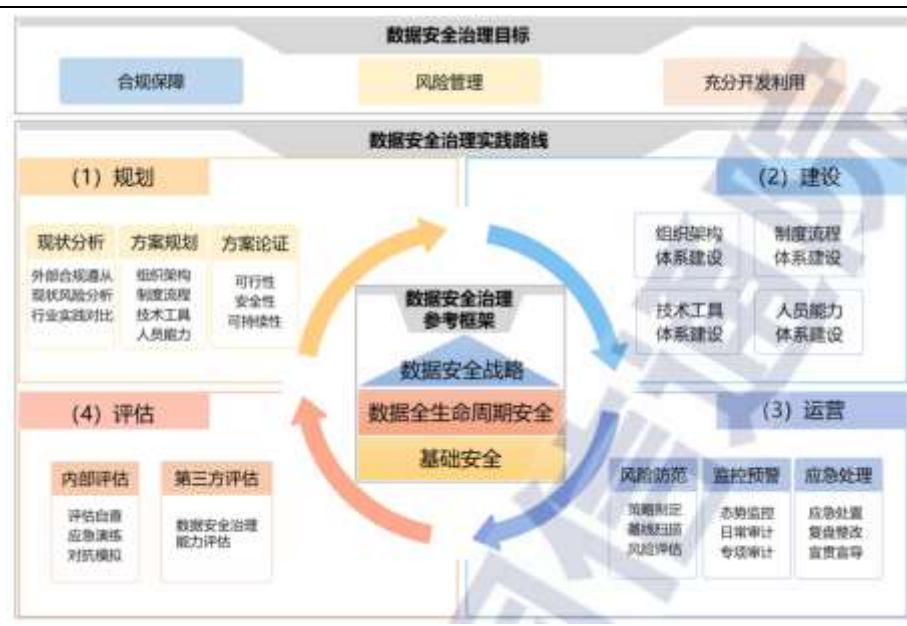 数据安全治理目标
合规保障
风险管理
充分开发利用
数据安全治理实践路线
(1) 规划
现状分析
外部合规遵从
现状风险分析
行业实践对比
方案规划
组织架构
制度流程
技术工具
人员能力
方案论证
可行性
安全性
可持续性
(2) 建设
组织架构
体系建设
制度流程
体系建设
技术工具
体系建设
人员能力
体系建设
数据安全治理
参考框架
数据安全战略
数据全生命周期安全
基础安全
(3) 运营
风险防范
策略制定
基线扫描
风险评估
监控预警
态势监控
日常审计
专项审计
应急处理
应急处置
复盘整改
宣贯宣导
(4) 评估
内部评估
评估自查
应急演练
对抗模拟
第三方评估
数据安全治理
能力评估